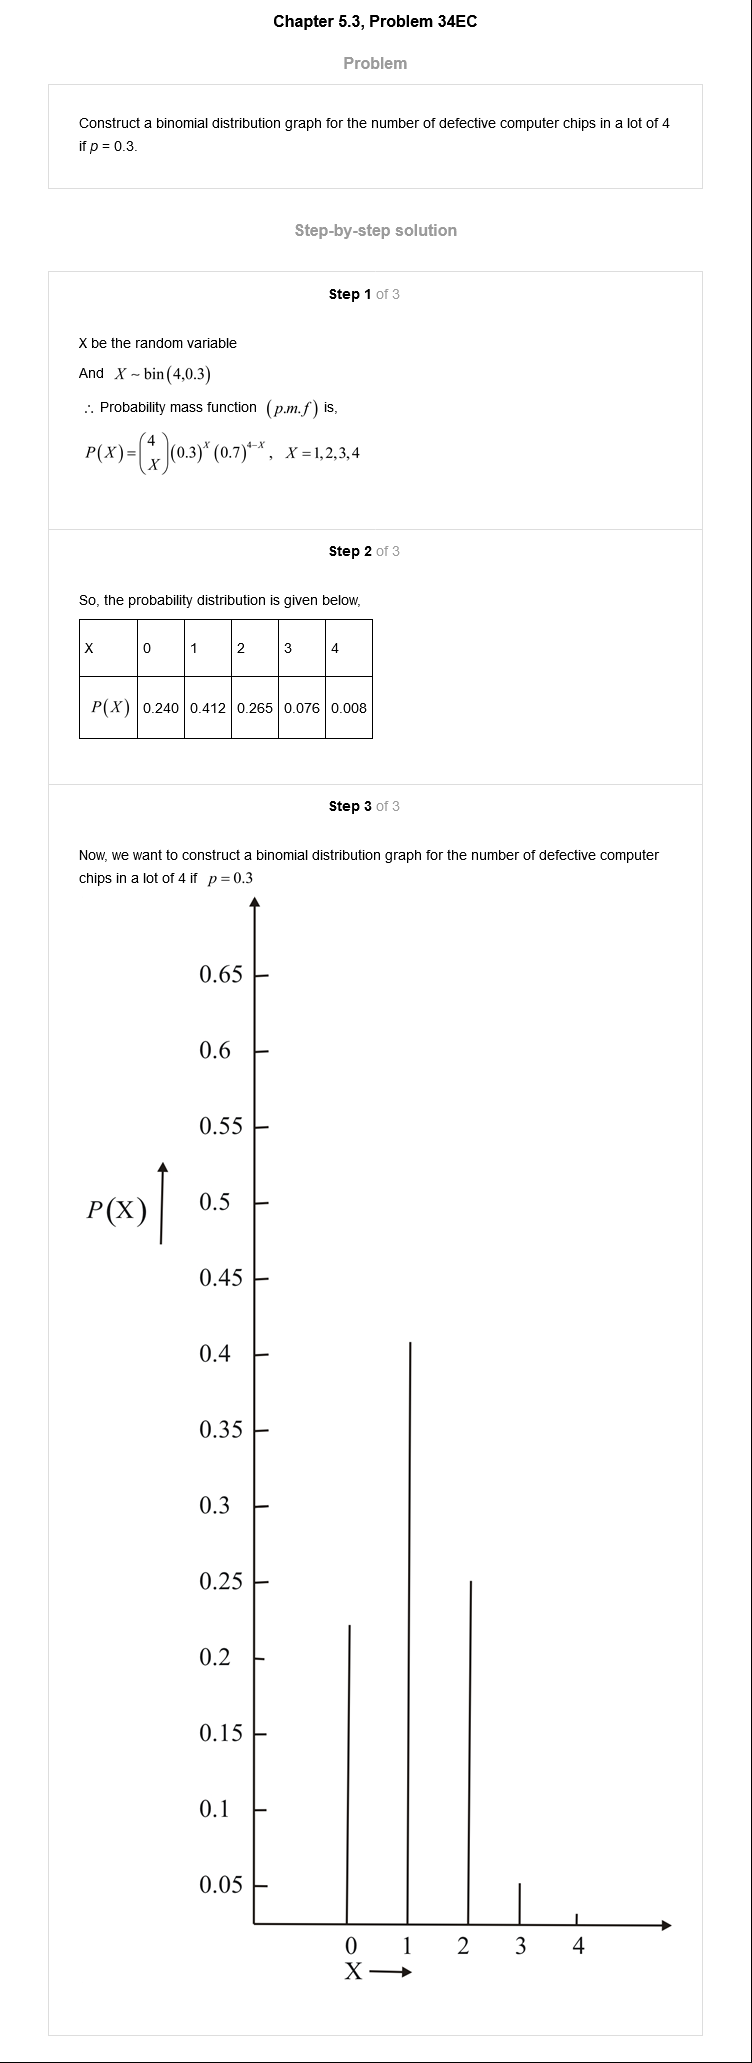 Chapter 5.3, Problem 34EC
Problem
Construct a binomial distribution graph for the number of defective computer chips in a lot of 4
if p = 0.3.
Step-by-step solution
Step 1 of 3
X be the random variable
And X ~ bin(4,0.3)
∴ Probability mass function (p.m.f) is,
P(X)=(4 X)(0.3)^X (0.7)^4−X , X =1,2,3,4
Step 2 of 3
So, the probability distribution is given below,
X 0 1 2 3 4
P(X) 0.240 0.412 0.265 0.076 0.008
Step 3 of 3
Now, we want to construct a binomial distribution graph for the number of defective computer
chips in a lot of 4 if p = 0.3
0.65
0.6
0.55
P(X) 0.5
0.45
0.4
0.35
0.3
0.25
0.2
0.15
0.1
0.05
0 1 2 3 4
X